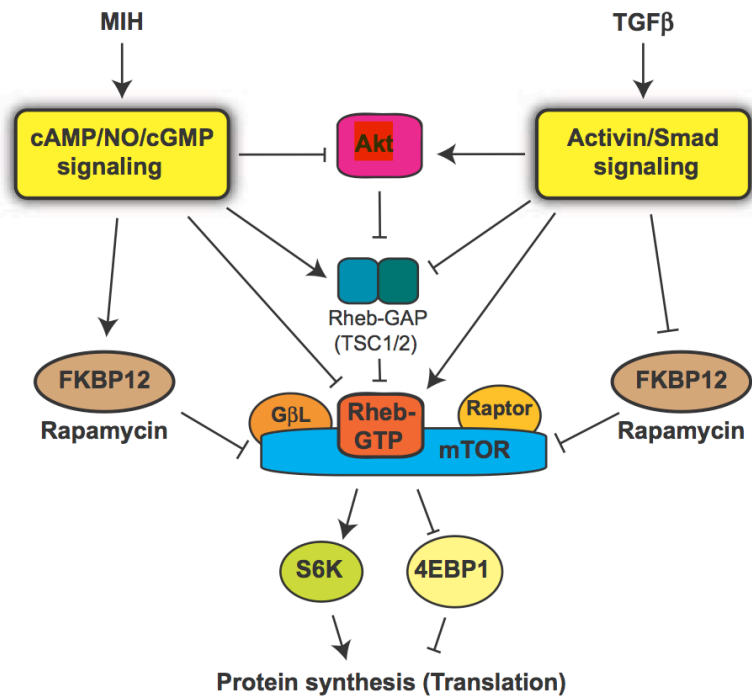 MIH
TGFβ
cAMP/NO/cGMP
signaling
Akt
Activin/Smad
signaling
Rheb-GAP
(TSC1/2)
FKBP12
Rapamycin
GβL
Rheb-
GTP
Raptor
mTOR
FKBP12
Rapamycin
S6K
4EBP1
Protein synthesis (Translation)